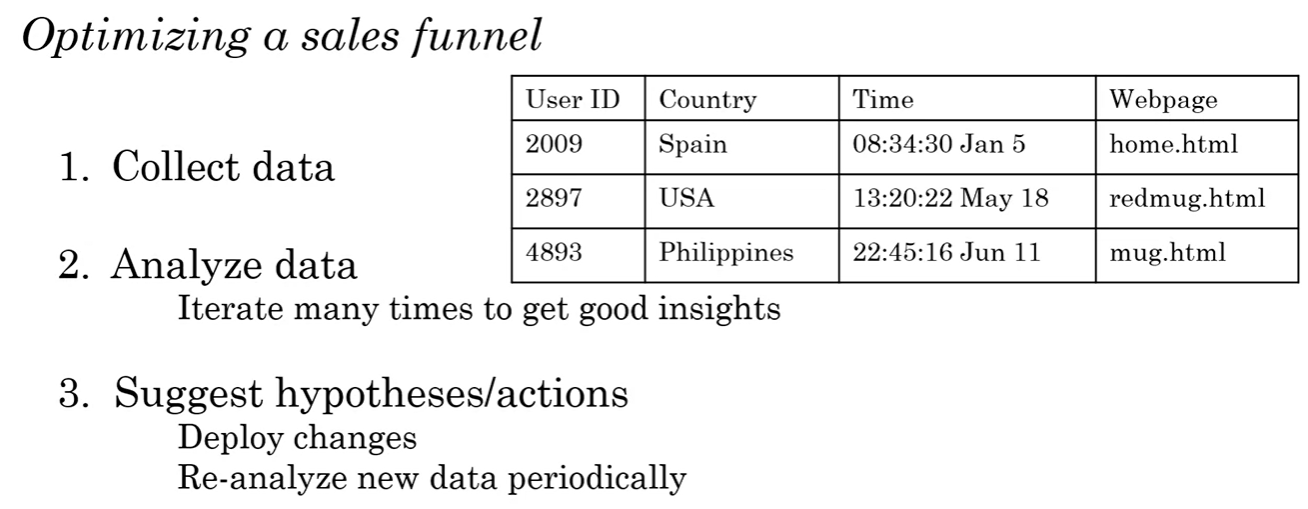 Optimizing a sales funnel
User ID Country Time Webpage
2009 Spain 08:34:30 Jan 5 home.html
2897 USA 13:20:22 May 18 redmug.html
4893 Philippines 22:45:16 Jun 11 mug.html
1. Collect data
2. Analyze data
Iterate many times to get good insights
3. Suggest hypotheses/actions
Deploy changes
Re-analyze new data periodically